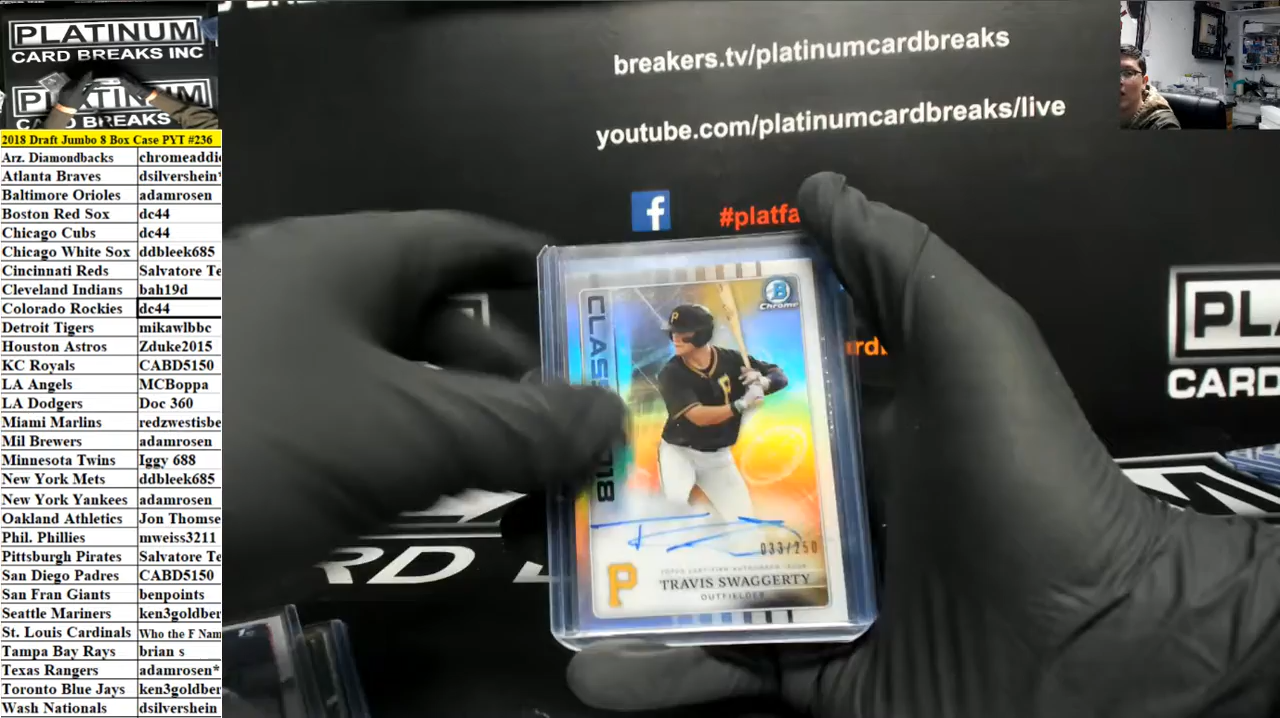 PLATINUM
CARD BREAKS INC
PLATINUM
CARD BREAKS
2018 Draft Jumbo 8 Box Case PYT #236
Arz. Diamondbacks chromeaddic
Atlanta Braves dsilvershein*
Baltimore Orioles adamrosen
Boston Red Sox dc44
Chicago Cubs dc44
Chicago White Sox ddbleek685
Cincinnati Reds Salvatore Te
Cleveland Indians bah19d
Colorado Rockies dc44
Detroit Tigers mikawlbbc
Houston Astros Zduke2015
KC Royals CABD5150
LA Angels MCBoppa
LA Dodgers Doc 360
Miami Marlins redzwestisbe
Mil Brewers adamrosen
Minnesota Twins Iggy 688
New York Mets ddbleek685
New York Yankees adamrosen
Oakland Athletics Jon Thomse
Phil. Phillies mweiss3211
Pittsburgh Pirates Salvatore Te
San Diego Padres CABD5150
San Fran Giants benpoints
Seattle Mariners ken3goldber
St. Louis Cardinals Who the F Nam
Tampa Bay Rays brian s
Texas Rangers adamrosen*
Toronto Blue Jays ken3goldber
Wash Nationals dsilvershein
breakers.tv/platinumcardbreaks
youtube.com/platinumcardbreaks/live
f #platfa
PL
CARD
CLAS
018
B
Chrome
P
033/250
TOPPS CERTIFIED AUTOGRAPH ISSUE
TRAVIS SWAGGERTY
OUTFIELDER
P